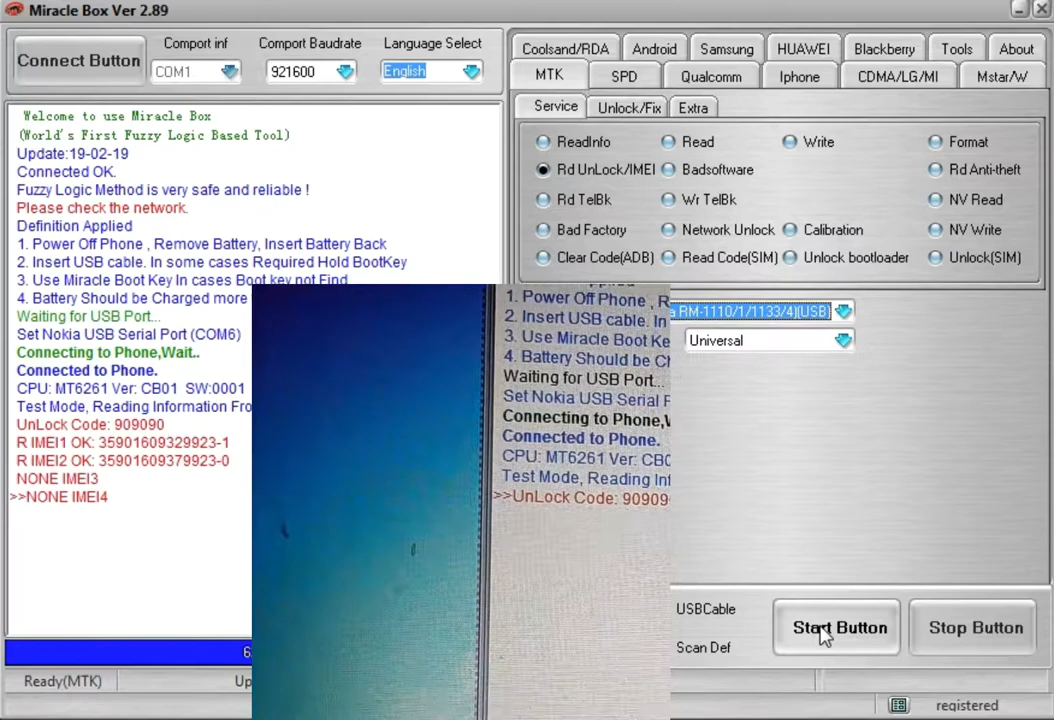 Miracle Box Ver 2.89
Connect Button
Comport inf
COM1
Comport Baudrate
921600
Language Select
English
Welcome to use Miracle Box
(World's First Fuzzy Logic Based Tool)
Update:19-02-19
Connected OK.
Fuzzy Logic Method is very safe and reliable !
Please check the network.
Definition Applied
1. Power Off Phone , Remove Battery, Insert Battery Back
2. Insert USB cable. In some cases Required Hold BootKey
3. Use Miracle Boot Key In cases Boot key not Find
4. Battery Should be Charged more
Waiting for USB Port...
Set Nokia USB Serial Port (COM6)
Connecting to Phone,Wait..
Connected to Phone.
CPU: MT6261 Ver: CB01 SW:0001
Test Mode, Reading Information Fro
UnLock Code: 909090
R IMEI1 OK: 35901609329923-1
R IMEI2 OK: 35901609379923-0
NONE IMEI3
>>NONE IMEI4
6
Ready(MTK)
Up
1. Power Off Phone , R
2. Insert USB cable. In
3. Use Miracle Boot Ke
4. Battery Should be Ch
Waiting for USB Port...
Set Nokia USB Serial P
Connecting to Phone,W
Connected to Phone.
CPU: MT6261 Ver: CB0
Test Mode, Reading Inf
>>UnLock Code: 90909
Coolsand/RDA Android Samsung HUAWEI Blackberry Tools About
MTK SPD Qualcomm Iphone CDMA/LG/MI Mstar/W
Service Unlock/Fix Extra
ReadInfo Read Write Format
Rd UnLock/IMEI Badsoftware Rd Anti-theft
Rd TelBk Wr TelBk NV Read
Bad Factory Network Unlock Calibration NV Write
Clear Code(ADB) Read Code(SIM) Unlock bootloader Unlock(SIM)
a RM-1110/1/1133/4)[USB]
Universal
USBCable
Scan Def
Start Button
Stop Button
registered